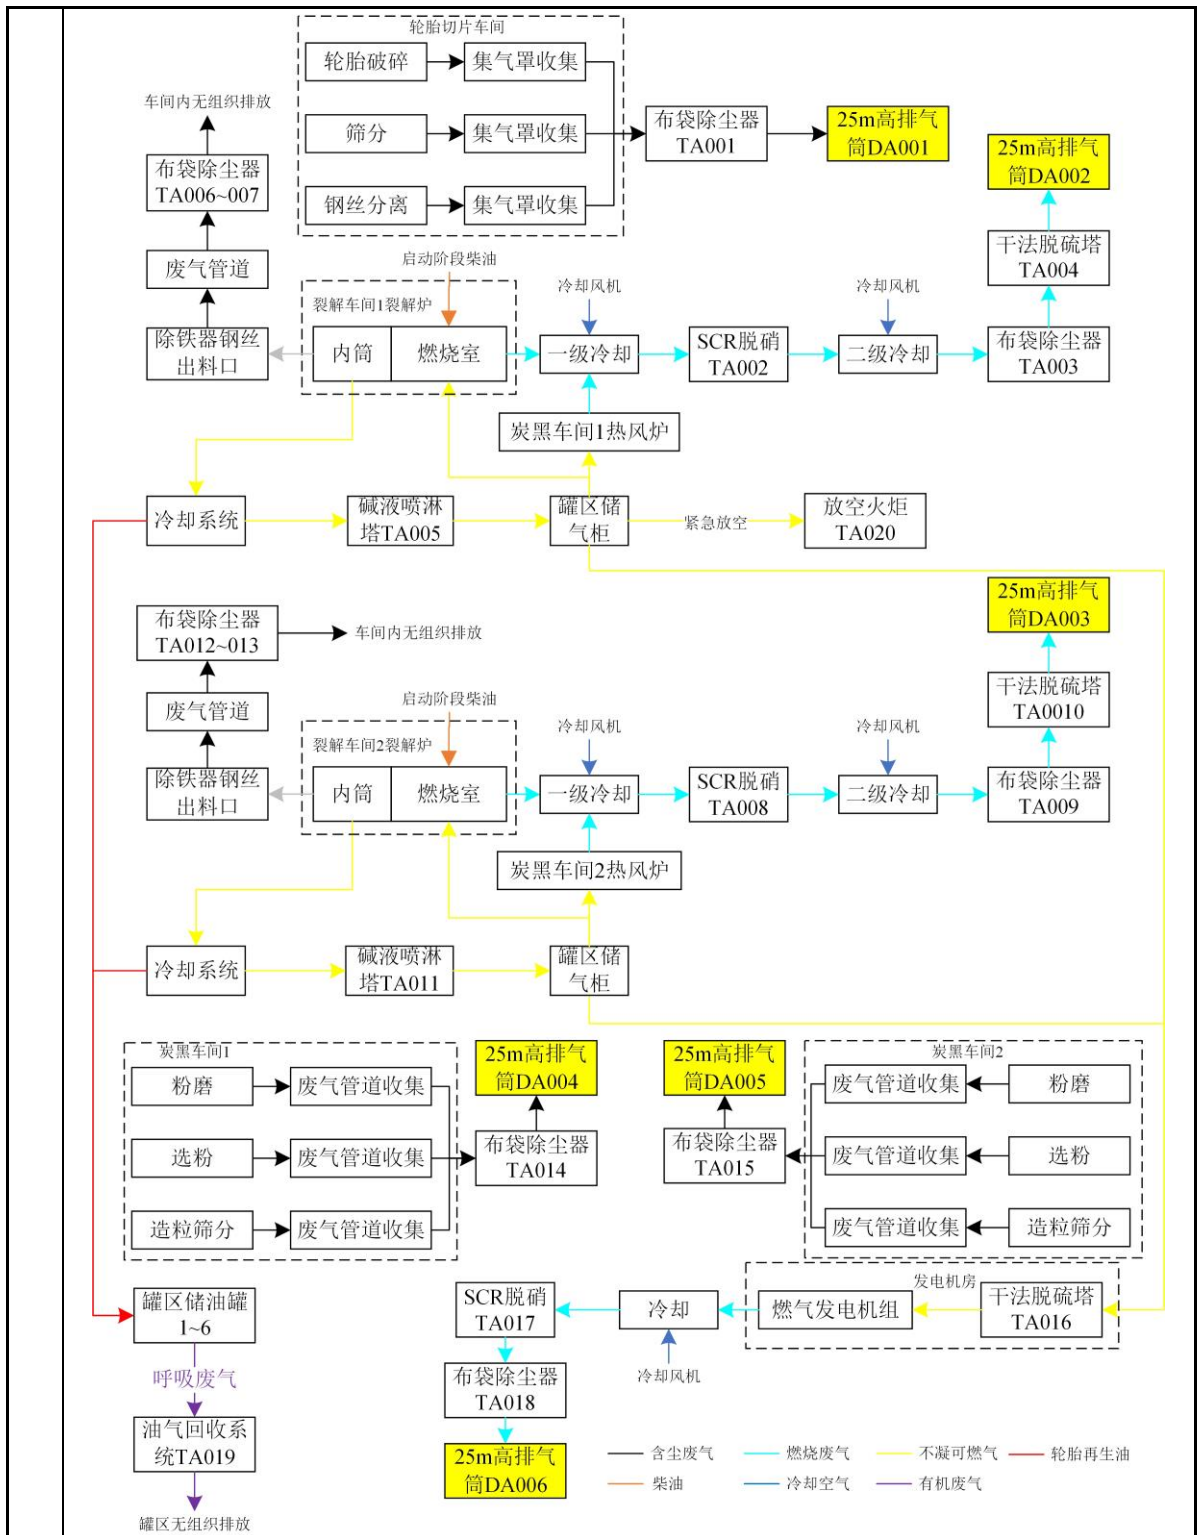 轮胎切片车间
轮胎破碎
集气罩收集
筛分
集气罩收集
钢丝分离
集气罩收集
布袋除尘器
TA001
25m高排气
筒DA001
车间内无组织排放
布袋除尘器
TA006~007
废气管道
除铁器钢丝
出料口
启动阶段柴油
裂解车间1裂解炉
内筒
燃烧室
冷却风机
一级冷却
SCR脱硝
TA002
冷却风机
二级冷却
布袋除尘器
TA003
干法脱硫塔
TA004
25m高排气
筒DA002
炭黑车间1热风炉
冷却系统
碱液喷淋
塔TA005
罐区储
气柜
紧急放空
放空火炬
TA020
布袋除尘器
TA012~013
车间内无组织排放
废气管道
除铁器钢丝
出料口
启动阶段柴油
裂解车间2裂解炉
内筒
燃烧室
冷却风机
一级冷却
SCR脱硝
TA008
冷却风机
二级冷却
布袋除尘器
TA009
干法脱硫塔
TA0010
25m高排气
筒DA003
炭黑车间2热风炉
冷却系统
碱液喷淋
塔TA011
罐区储
气柜
炭黑车间1
粉磨
废气管道收集
选粉
废气管道收集
造粒筛分
废气管道收集
布袋除尘器
TA014
25m高排气
筒DA004
25m高排气
筒DA005
布袋除尘器
TA015
炭黑车间2
废气管道收集
粉磨
废气管道收集
选粉
废气管道收集
造粒筛分
发电机房
干法脱硫塔
TA016
燃气发电机组
冷却
冷却风机
SCR脱硝
TA017
布袋除尘器
TA018
25m高排气
筒DA006
罐区储油罐
1~6
呼吸废气
油气回收系
统TA019
罐区无组织排放
含尘废气
燃烧废气
不凝可燃气
轮胎再生油
柴油
冷却空气
有机废气